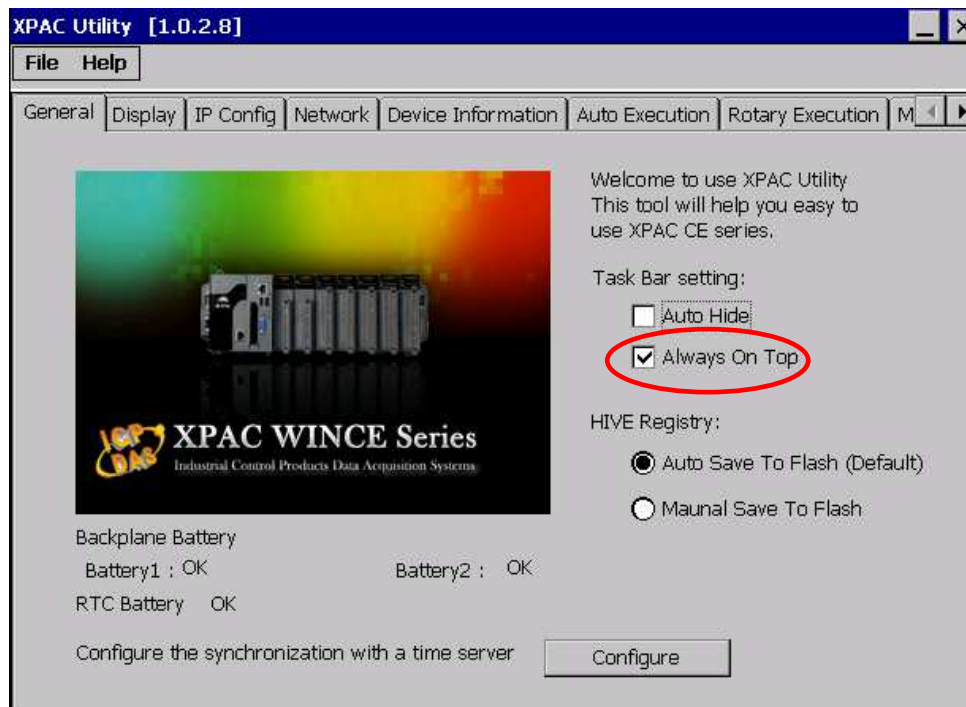 XPAC Utility [1.0.2.8]
File Help
General Display IP Config Network Device Information Auto Execution Rotary Execution M
Welcome to use XPAC Utility
This tool will help you easy to
use XPAC CE series.
Task Bar setting:
Auto Hide
Always On Top
HIVE Registry:
Auto Save To Flash (Default)
Maunal Save To Flash
ICP DAS
XPAC WINCE Series
Industrial Control Products Data Acquisition Systems
Backplane Battery
Battery1 : OK Battery2 : OK
RTC Battery OK
Configure the synchronization with a time server Configure